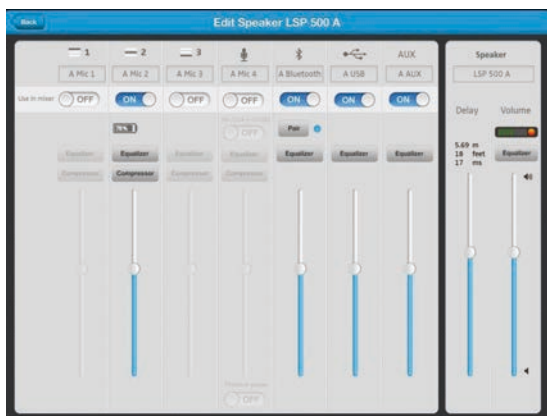 Back
Edit Speaker LSP 500 A
1 2 3 AUX Speaker
A Mic 1 A Mic 2 A Mic 3 A Mic 4 A Bluetooth A USB A AUX LSP 500 A
Use in mixer OFF ON OFF OFF ON ON ON
Delay Volume
OFF Pair
5.69 m
18 feet
17 ms
Equalizer Equalizer Equalizer Equalizer Equalizer Equalizer Equalizer Equalizer
Compressor Compressor Compressor Compressor
OFF